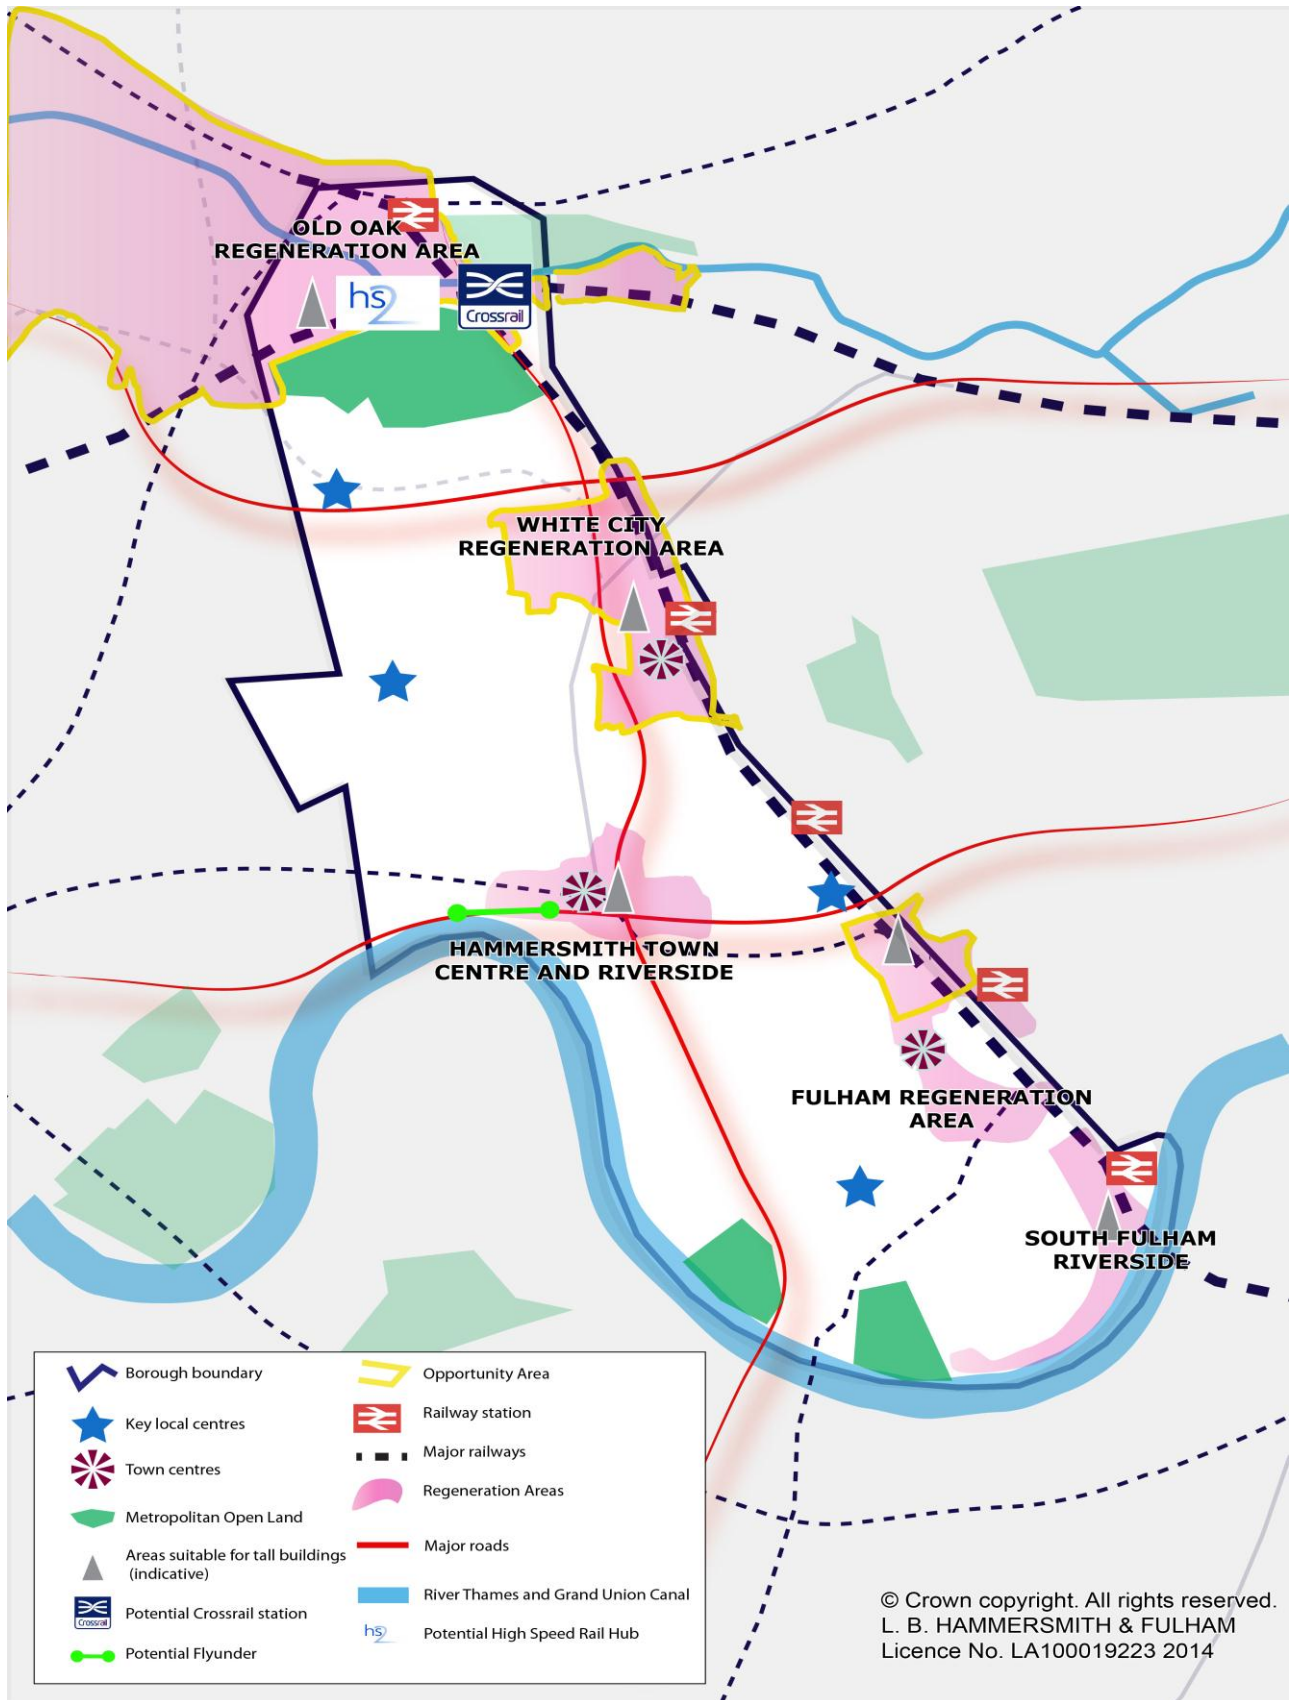 OLD OAK
REGENERATION AREA
hs2
Crossrail
WHITE CITY
REGENERATION AREA
HAMMERSMITH TOWN
CENTRE AND RIVERSIDE
FULHAM REGENERATION
AREA
SOUTH FULHAM
RIVERSIDE
Borough boundary
Key local centres
Town centres
Metropolitan Open Land
Areas suitable for tall buildings
(indicative)
Crossrail
Potential Crossrail station
Potential Flyunder
Opportunity Area
Railway station
Major railways
Regeneration Areas
Major roads
River Thames and Grand Union Canal
hs2
Potential High Speed Rail Hub
© Crown copyright. All rights reserved.
L. B. HAMMERSMITH & FULHAM
Licence No. LA100019223 2014